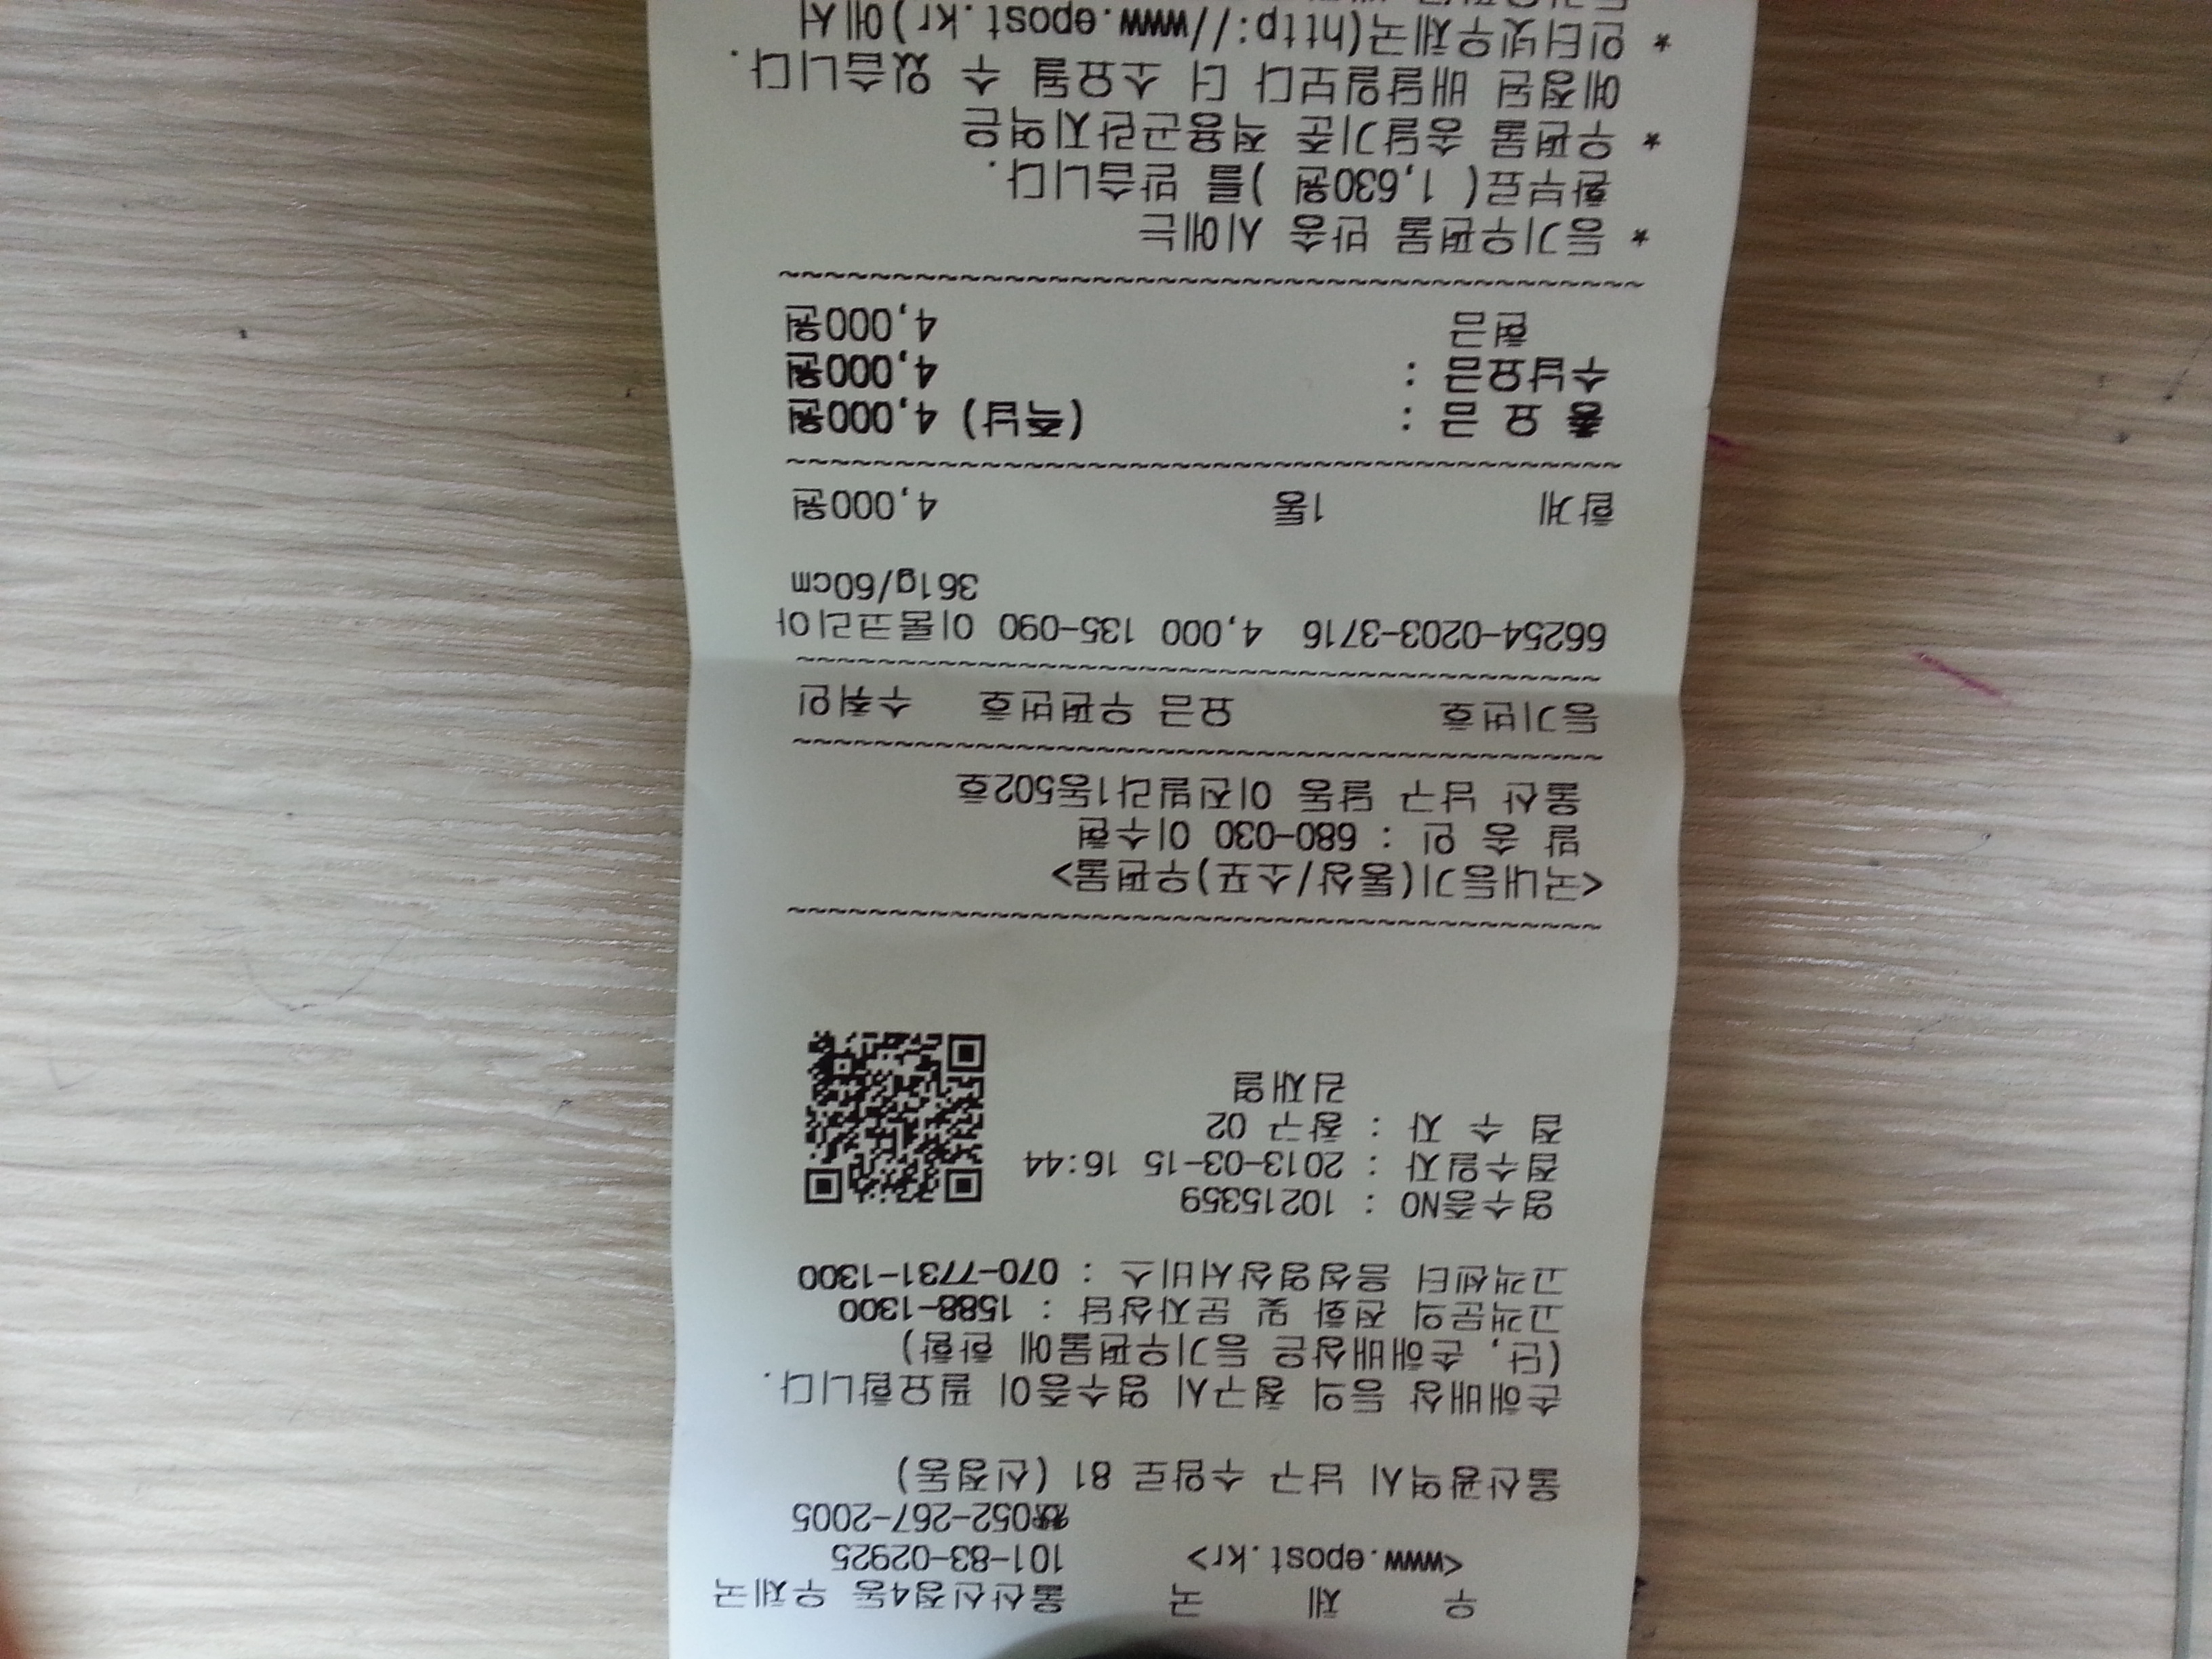 우 체 국 울산신정4동 우체국
<www.epost.kr> 101-83-02925
☎052-267-2005
울산광역시 남구 수암로 81 (신정동)
손해배상 등의 청구시 영수증이 필요합니다.
(단, 손해배상은 등기우편물에 한함)
고객문의 전화 및 문자상담 : 1588-1300
고객센터 음성영상서비스 : 070-7731-1300
영수증NO : 10215359
접수일자 : 2013-03-15 16:44
접 수 자 : 창구 02
김재열
<국내등기(통상/소포)우편물>
발 송 인 : 680-030 이수현
울산 남구 달동 이진빌라1동502호
등기번호 요금 우편번호 수취인
66254-0203-3716 4,000 135-090 이롬코리아
361g/60cm
합계 1통 4,000원
총 요 금 : (즉납) 4,000원
수납요금 : 4,000원
현금 4,000원
* 등기우편물 반송 시에는
환부료( 1,630원 )를 받습니다.
* 우편물 송달기준 적용곤란지역은
예정된 배달일보다 더 소요될 수 있습니다.
* 인터넷우체국(http://www.epost.kr)에서